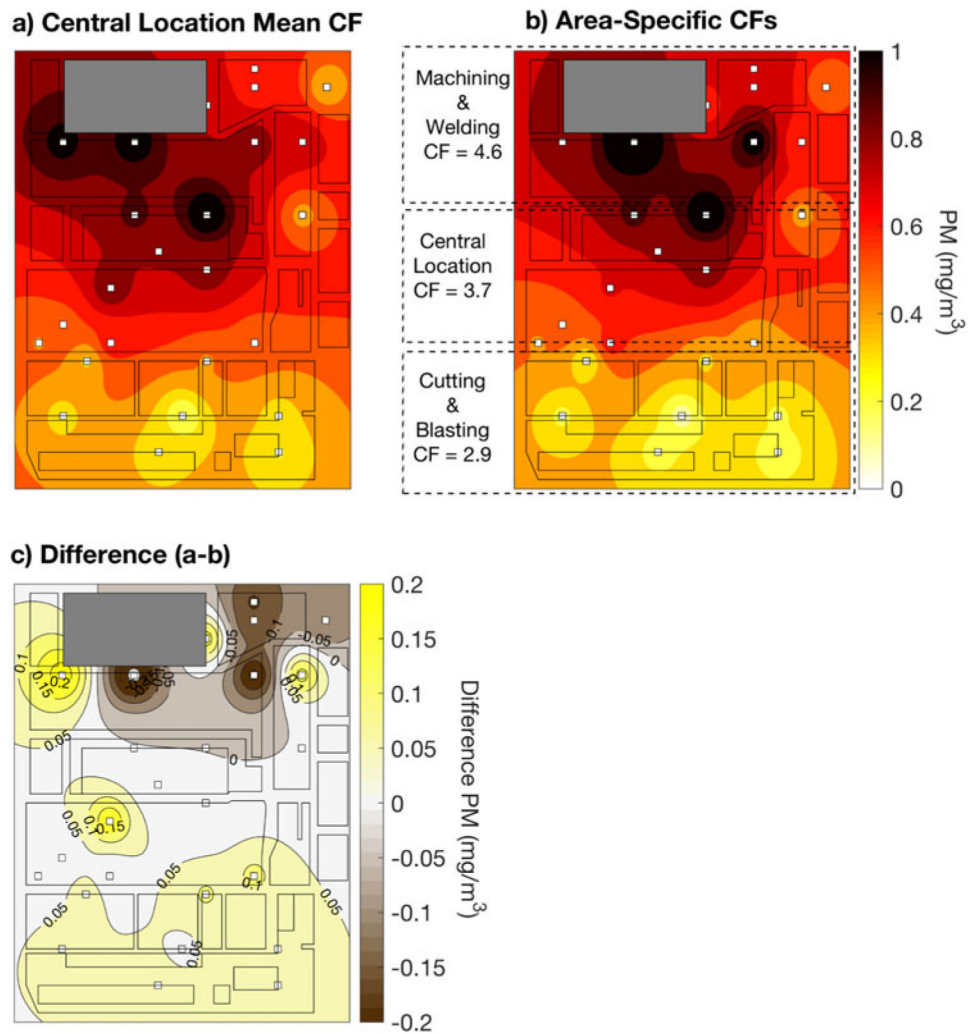 a) Central Location Mean CF
b) Area-Specific CFs
Machining
&
Welding
CF = 4.6
Central
Location
CF = 3.7
Cutting
&
Blasting
CF = 2.9
1
0.8
0.6
0.4
0.2
0
PM (mg/m³)
c) Difference (a-b)
0.1
0.15
0.2
0.05
-0.05
-0.1
-0.05
0
0.05
0
0.05
0.1
0.15
0.05
0.05
0.05
0.1
0.05
0.05
0.2
0.15
0.1
0.05
0
-0.05
-0.1
-0.15
-0.2
Difference PM (mg/m³)